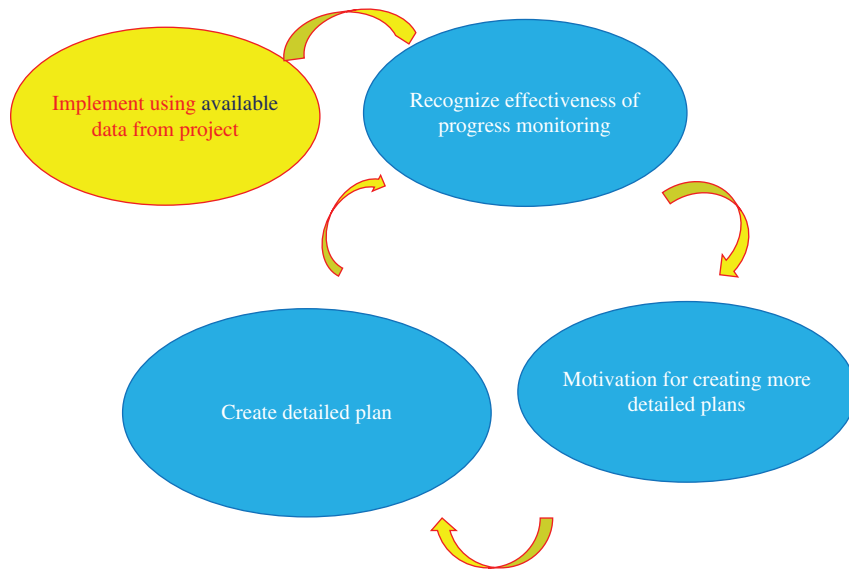 Implement using available
data from project
Recognize effectiveness of
progress monitoring
Motivation for creating more
detailed plans
Create detailed plan